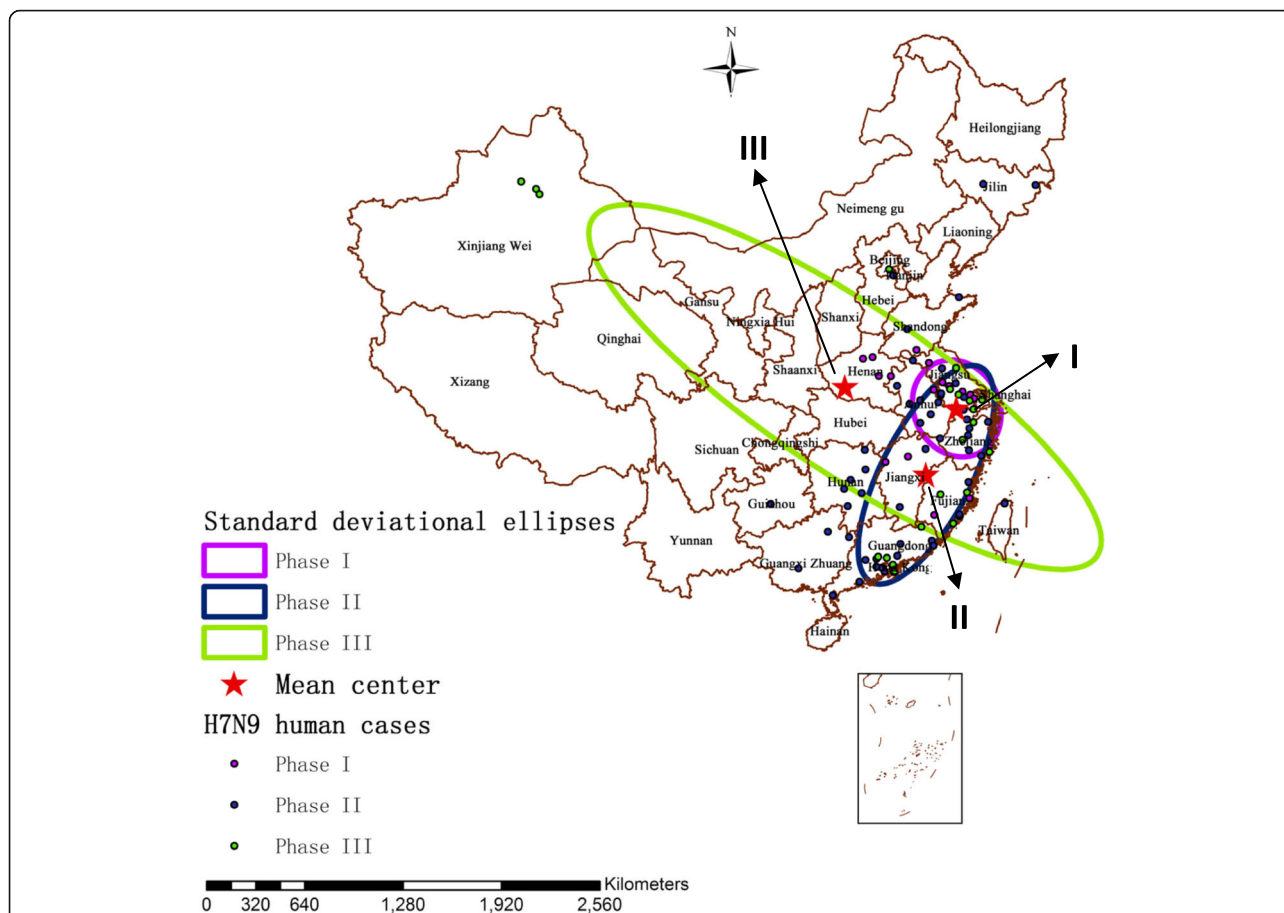 N
Heilongjiang
III
Jilin
Neimeng gu
Liaoning
Xinjiang Wei
Beijing
Hebei
Gansu
Shanxi
Ningxia Hui
Shandong
Qinghai
I
Henan
Jiangsu
Shaanxi
Xizang
Shanghai
Hubei
Chongqingshi
Sichuan
Jiangxi
Hunan
Guizhou
Fujian
Taiwan
Yunnan
Guangdong
Guangxi Zhuang
II
Hainan
Standard deviational ellipses
Phase I
Phase II
Phase III
Mean center
H7N9 human cases
Phase I
Phase II
Phase III
Kilometers
0 320 640 1,280 1,920 2,560